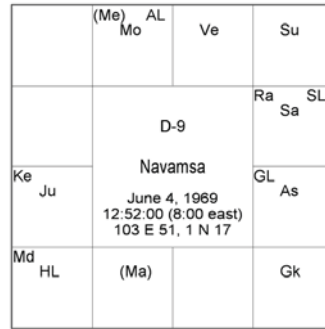 (Me) AL
Mo
Ve
Su
Ra SL
Sa
D-9
Navamsa
June 4, 1969
12:52:00 (8:00 east)
103 E 51, 1 N 17
Ke
Ju
GL
As
Md
HL
(Ma)
Gk